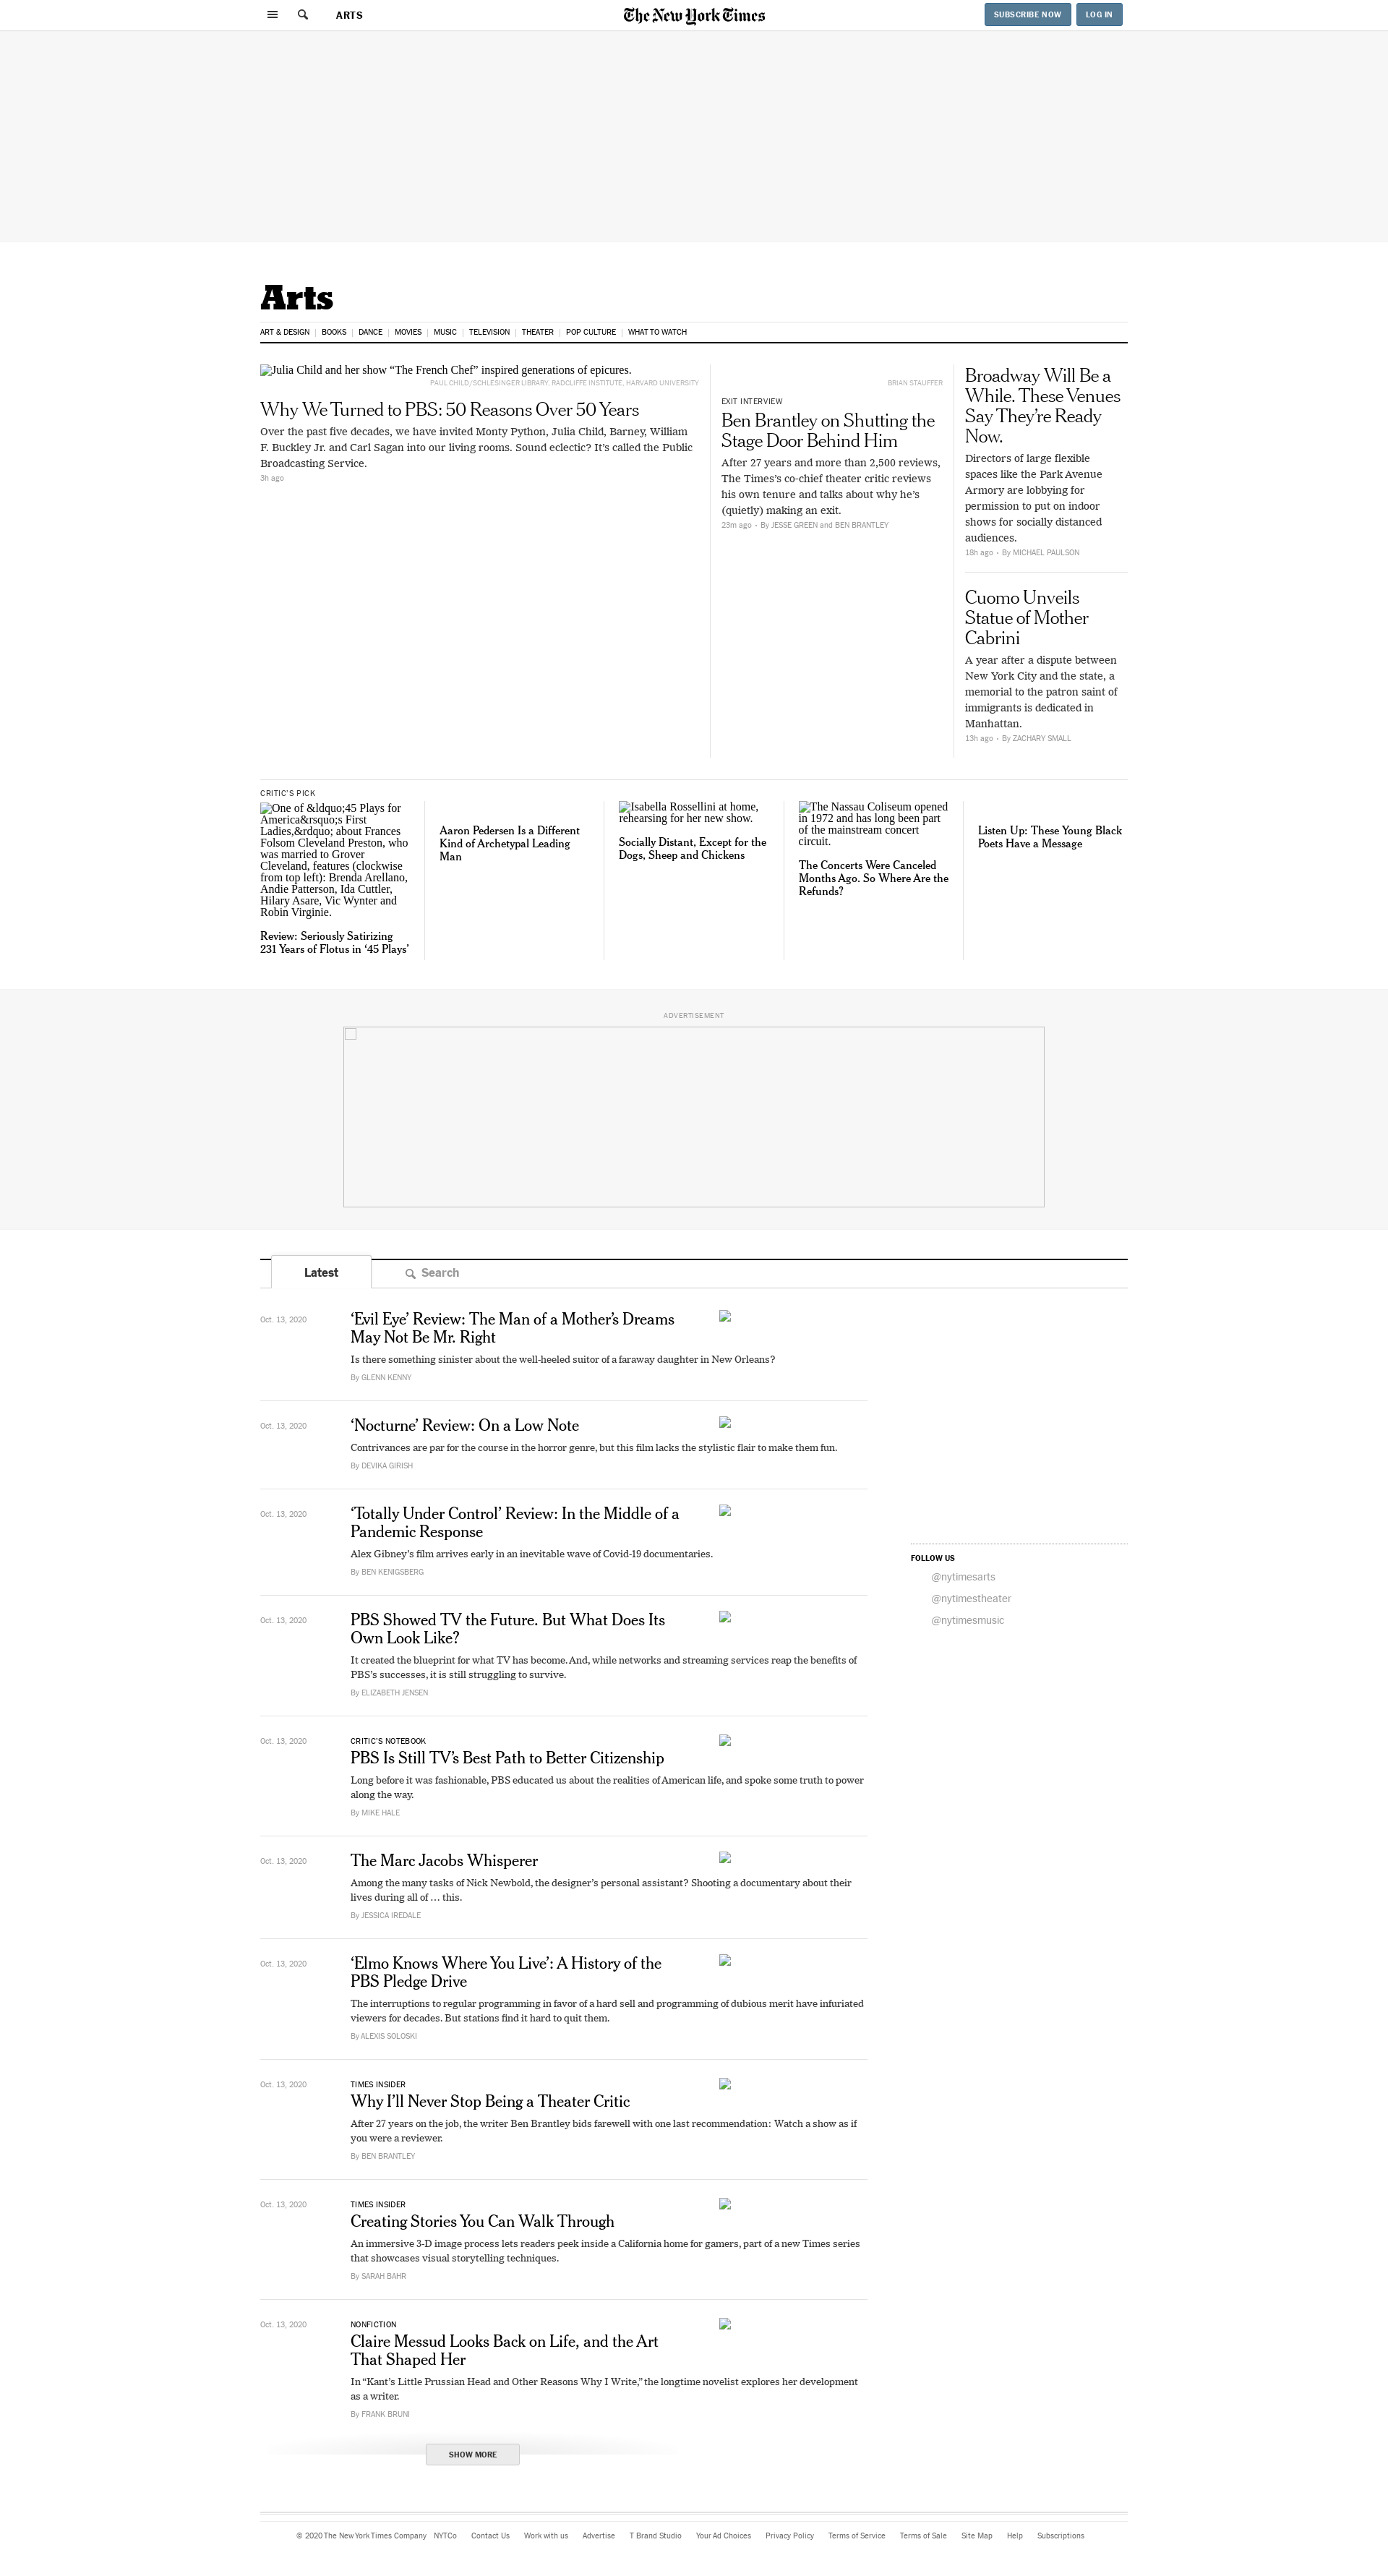 ARTS
The New York Times
SUBSCRIBE NOW
LOG IN
Arts
ART & DESIGN
BOOKS
DANCE
MOVIES
MUSIC
TELEVISION
THEATER
POP CULTURE
WHAT TO WATCH
Julia Child and her show “The French Chef” inspired generations of epicures.
PAUL CHILD/SCHLESINGER LIBRARY, RADCLIFFE INSTITUTE, HARVARD UNIVERSITY
Why We Turned to PBS: 50 Reasons Over 50 Years
Over the past five decades, we have invited Monty Python, Julia Child, Barney, William
F. Buckley Jr. and Carl Sagan into our living rooms. Sound eclectic? It’s called the Public
Broadcasting Service.
3h ago
BRIAN STAUFFER
EXIT INTERVIEW
Ben Brantley on Shutting the
Stage Door Behind Him
After 27 years and more than 2,500 reviews,
The Times’s co-chief theater critic reviews
his own tenure and talks about why he’s
(quietly) making an exit.
23m ago • By JESSE GREEN and BEN BRANTLEY
Broadway Will Be a
While. These Venues
Say They’re Ready
Now.
Directors of large flexible
spaces like the Park Avenue
Armory are lobbying for
permission to put on indoor
shows for socially distanced
audiences.
18h ago • By MICHAEL PAULSON
Cuomo Unveils
Statue of Mother
Cabrini
A year after a dispute between
New York City and the state, a
memorial to the patron saint of
immigrants is dedicated in
Manhattan.
13h ago • By ZACHARY SMALL
CRITIC’S PICK
One of &ldquo;45 Plays for
America&rsquo;s First
Ladies,&rdquo; about Frances
Folsom Cleveland Preston, who
was married to Grover
Cleveland, features (clockwise
from top left): Brenda Arellano,
Andie Patterson, Ida Cuttler,
Hilary Asare, Vic Wynter and
Robin Virginie.
Review: Seriously Satirizing
231 Years of Flotus in ‘45 Plays’
Aaron Pedersen Is a Different
Kind of Archetypal Leading
Man
Isabella Rossellini at home,
rehearsing for her new show.
Socially Distant, Except for the
Dogs, Sheep and Chickens
The Nassau Coliseum opened
in 1972 and has long been part
of the mainstream concert
circuit.
The Concerts Were Canceled
Months Ago. So Where Are the
Refunds?
Listen Up: These Young Black
Poets Have a Message
ADVERTISEMENT
Latest
Search
Oct. 13, 2020
‘Evil Eye’ Review: The Man of a Mother’s Dreams
May Not Be Mr. Right
Is there something sinister about the well-heeled suitor of a faraway daughter in New Orleans?
By GLENN KENNY
Oct. 13, 2020
‘Nocturne’ Review: On a Low Note
Contrivances are par for the course in the horror genre, but this film lacks the stylistic flair to make them fun.
By DEVIKA GIRISH
Oct. 13, 2020
‘Totally Under Control’ Review: In the Middle of a
Pandemic Response
Alex Gibney’s film arrives early in an inevitable wave of Covid-19 documentaries.
By BEN KENIGSBERG
FOLLOW US
@nytimesarts
@nytimestheater
@nytimesmusic
Oct. 13, 2020
PBS Showed TV the Future. But What Does Its
Own Look Like?
It created the blueprint for what TV has become. And, while networks and streaming services reap the benefits of
PBS’s successes, it is still struggling to survive.
By ELIZABETH JENSEN
Oct. 13, 2020
CRITIC’S NOTEBOOK
PBS Is Still TV’s Best Path to Better Citizenship
Long before it was fashionable, PBS educated us about the realities of American life, and spoke some truth to power
along the way.
By MIKE HALE
Oct. 13, 2020
The Marc Jacobs Whisperer
Among the many tasks of Nick Newbold, the designer’s personal assistant? Shooting a documentary about their
lives during all of … this.
By JESSICA IREDALE
Oct. 13, 2020
‘Elmo Knows Where You Live’: A History of the
PBS Pledge Drive
The interruptions to regular programming in favor of a hard sell and programming of dubious merit have infuriated
viewers for decades. But stations find it hard to quit them.
By ALEXIS SOLOSKI
Oct. 13, 2020
TIMES INSIDER
Why I’ll Never Stop Being a Theater Critic
After 27 years on the job, the writer Ben Brantley bids farewell with one last recommendation: Watch a show as if
you were a reviewer.
By BEN BRANTLEY
Oct. 13, 2020
TIMES INSIDER
Creating Stories You Can Walk Through
An immersive 3-D image process lets readers peek inside a California home for gamers, part of a new Times series
that showcases visual storytelling techniques.
By SARAH BAHR
Oct. 13, 2020
NONFICTION
Claire Messud Looks Back on Life, and the Art
That Shaped Her
In “Kant’s Little Prussian Head and Other Reasons Why I Write,” the longtime novelist explores her development
as a writer.
By FRANK BRUNI
SHOW MORE
© 2020 The New York Times Company NYTCo Contact Us Work with us Advertise T Brand Studio Your Ad Choices Privacy Policy Terms of Service Terms of Sale Site Map Help Subscriptions